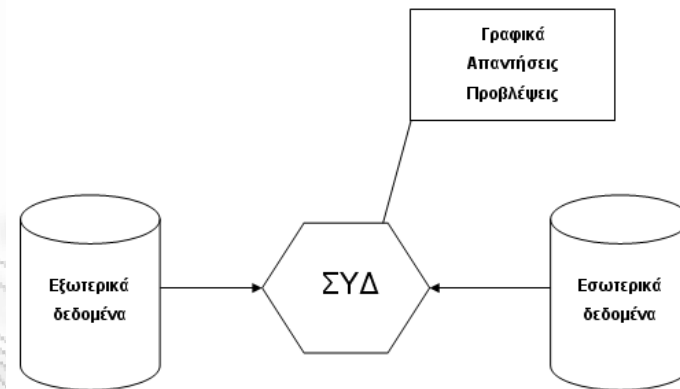 Γραφικά
Απαντήσεις
Προβλέψεις
Εξωτερικά
δεδομένα
ΣΥΔ
Εσωτερικά
δεδομένα